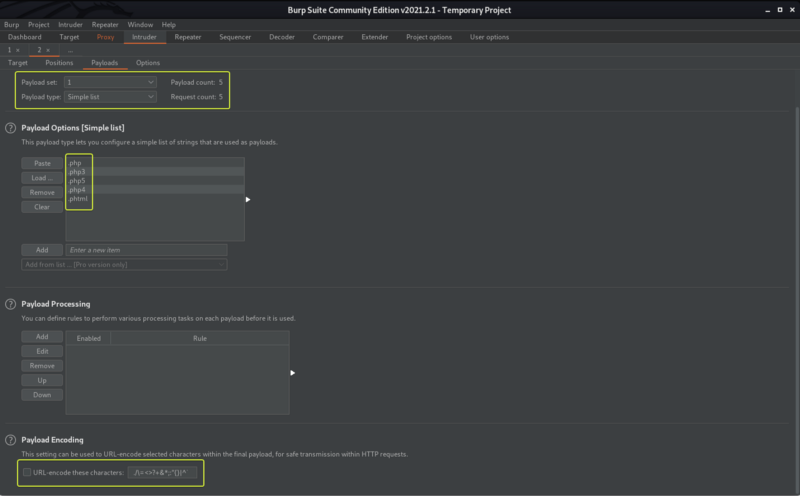 Burp Suite Community Edition v2021.2.1 - Temporary Project
Burp Project Intruder Repeater Window Help
Dashboard Target Proxy Intruder Repeater Sequencer Decoder Comparer Extender Project options User options
1 × 2 × ...
Target Positions Payloads Options
Payload set: 1 Payload count: 5
Payload type: Simple list Request count: 5
? Payload Options [Simple list]
This payload type lets you configure a simple list of strings that are used as payloads.
Paste .php
.php3
Load ... .php5
Remove .php4
.phtml
Clear
Add Enter a new item
Add from list ... [Pro version only]
? Payload Processing
You can define rules to perform various processing tasks on each payload before it is used.
Add Enabled Rule
Edit
Remove
Up
Down
? Payload Encoding
This setting can be used to URL-encode selected characters within the final payload, for safe transmission within HTTP requests.
URL-encode these characters: